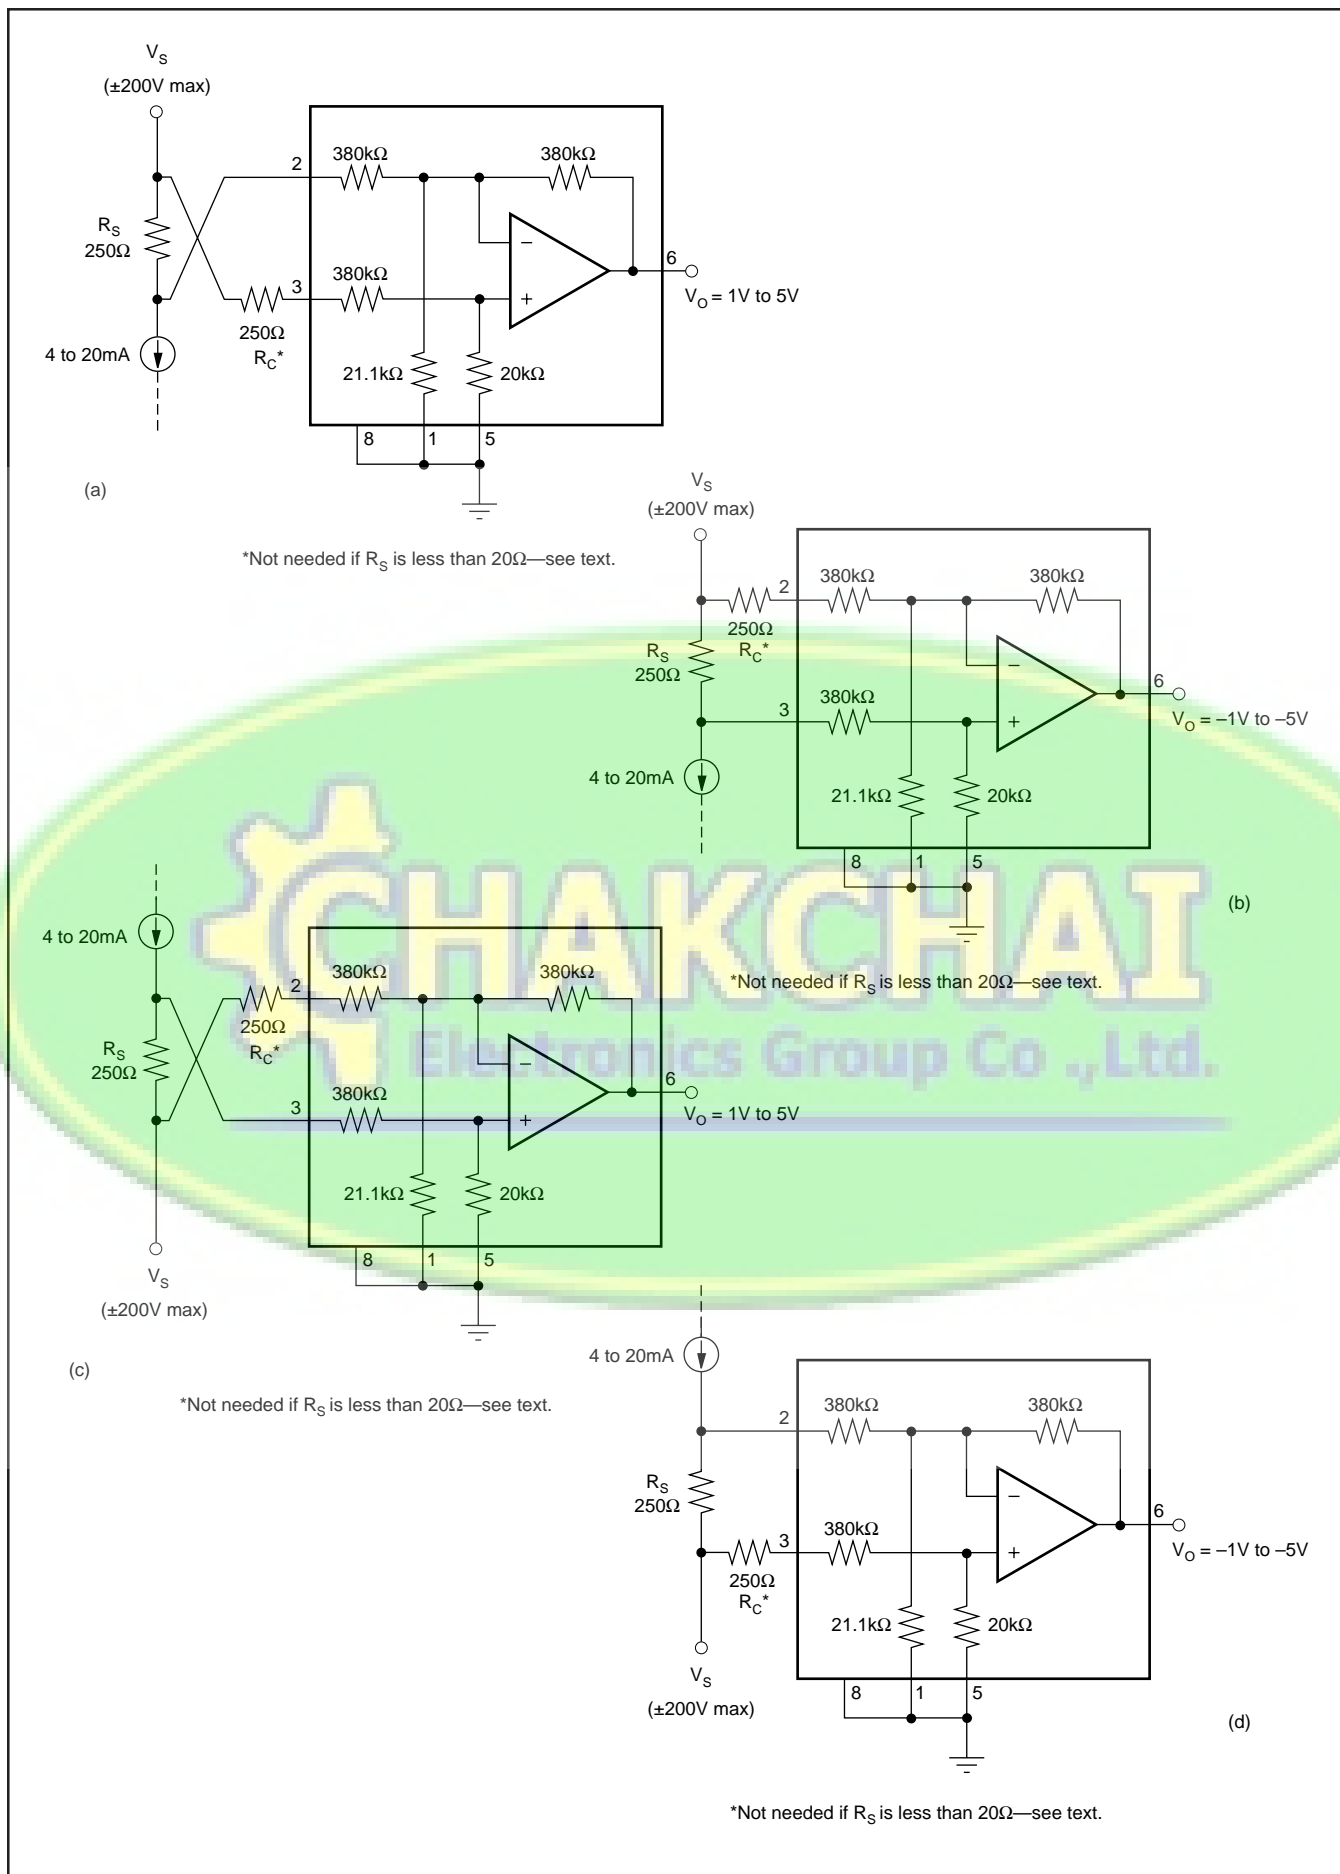 V_S
(±200V max)
R_S
250Ω
4 to 20mA
2
3
250Ω
R_C*
380kΩ
380kΩ
380kΩ
−
+
21.1kΩ
20kΩ
6
V_O = 1V to 5V
8
1
5
(a)
*Not needed if R_S is less than 20Ω—see text.
V_S
(±200V max)
2
250Ω
R_C*
R_S
250Ω
3
4 to 20mA
380kΩ
380kΩ
380kΩ
−
+
21.1kΩ
20kΩ
6
V_O = –1V to –5V
8
1
5
(b)
*Not needed if R_S is less than 20Ω—see text.
4 to 20mA
2
250Ω
R_C*
R_S
250Ω
3
380kΩ
380kΩ
380kΩ
−
+
21.1kΩ
20kΩ
6
V_O = 1V to 5V
8
1
5
V_S
(±200V max)
(c)
*Not needed if R_S is less than 20Ω—see text.
4 to 20mA
2
R_S
250Ω
3
250Ω
R_C*
380kΩ
380kΩ
380kΩ
−
+
21.1kΩ
20kΩ
6
V_O = –1V to –5V
8
1
5
V_S
(±200V max)
(d)
*Not needed if R_S is less than 20Ω—see text.
CHAKCHAI
Electronics Group Co .,Ltd.